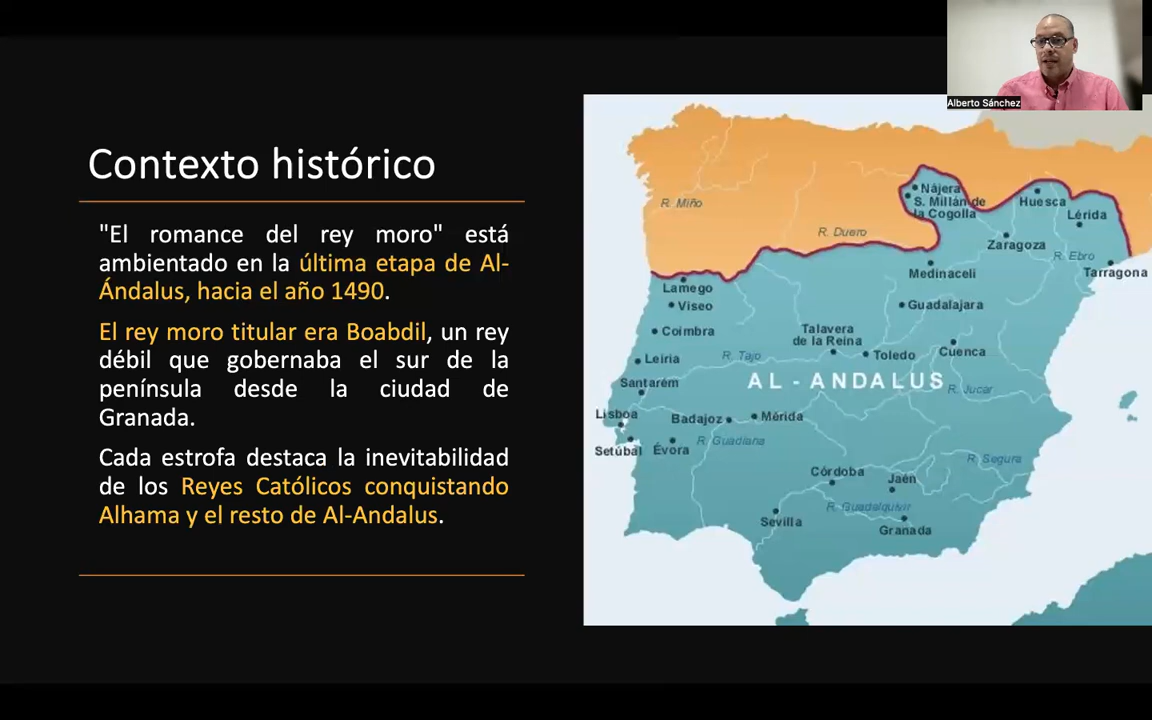 Alberto Sánchez
Contexto histórico
"El romance del rey moro" está
ambientado en la última etapa de Al-
Ándalus, hacia el año 1490.
El rey moro titular era Boabdil, un rey
débil que gobernaba el sur de la
península desde la ciudad de
Granada.
Cada estrofa destaca la inevitabilidad
de los Reyes Católicos conquistando
Alhama y el resto de Al-Andalus.
R. Miño
Nájera
S. Millán de
la Cogolla
Huesca
Lérida
R. Duero
Zaragoza
R. Ebro
Tarragona
Medinaceli
Lamego
Viseo
Guadalajara
Coimbra
Talavera
de la Reina
Leiria
R. Tajo
Toledo
Cuenca
Santarém
AL - ANDALUS
R. Jucar
Lisboa
Badajoz
Mérida
Setúbal
Évora
R. Guadiana
R. Segura
Córdoba
Jaén
R. Guadalquivir
Sevilla
Granada